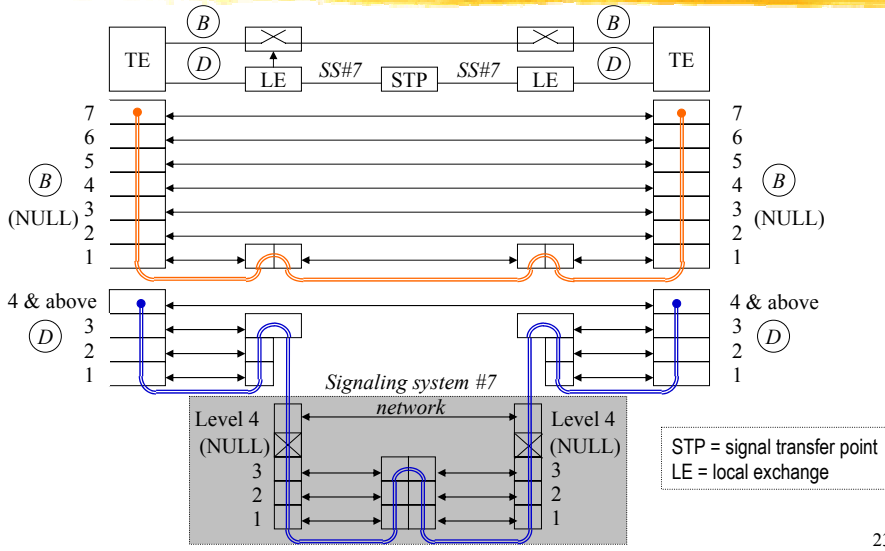 B B
TE D LE SS#7 STP SS#7 LE D TE
7 7
6 6
5 5
B 4 4 B
(NULL) 3 3 (NULL)
2 2
1 1
4 & above 4 & above
D 3 3 D
2 2
1 1
Signaling system #7
network
Level 4 Level 4
(NULL) (NULL)
3 3
2 2
1 1
STP = signal transfer point
LE = local exchange